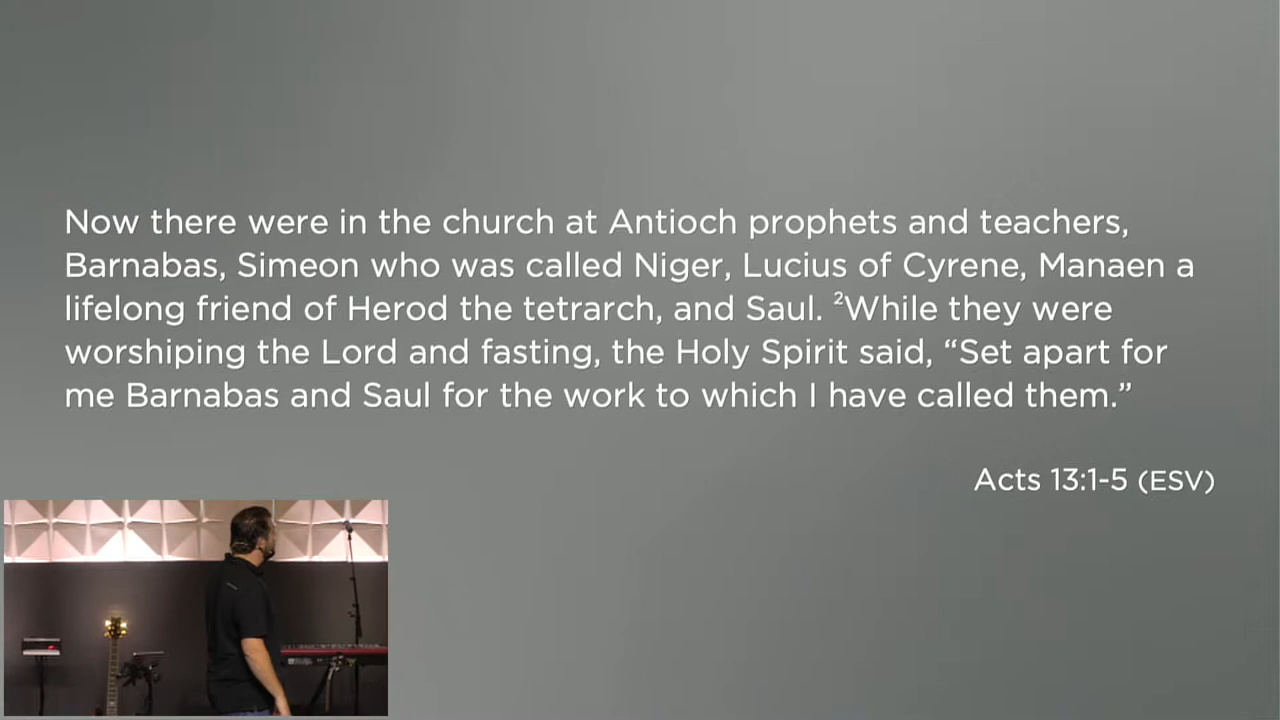 Now there were in the church at Antioch prophets and teachers,
Barnabas, Simeon who was called Niger, Lucius of Cyrene, Manaen a
lifelong friend of Herod the tetrarch, and Saul. ²While they were
worshiping the Lord and fasting, the Holy Spirit said, “Set apart for
me Barnabas and Saul for the work to which I have called them.”
Acts 13:1-5 (ESV)